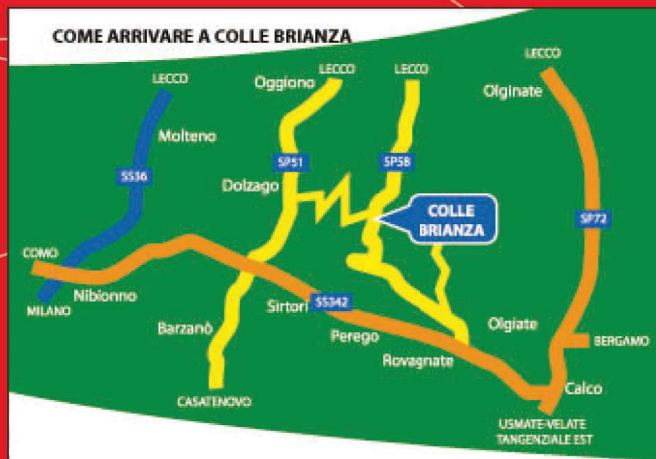 COME ARRIVARE A COLLE BRIANZA
LECCO
LECCO
LECCO
LECCO
Oggiono
Olginate
Molteno
SS36
SP51
SP58
Dolzago
COLLE
BRIANZA
SP72
COMO
Nibionno
MILANO
Sirtori
SS342
Barzanò
Perego
Olgiate
Rovagnate
BERGAMO
Calco
CASATENOVO
USMATE-VELATE
TANGENZIALE EST